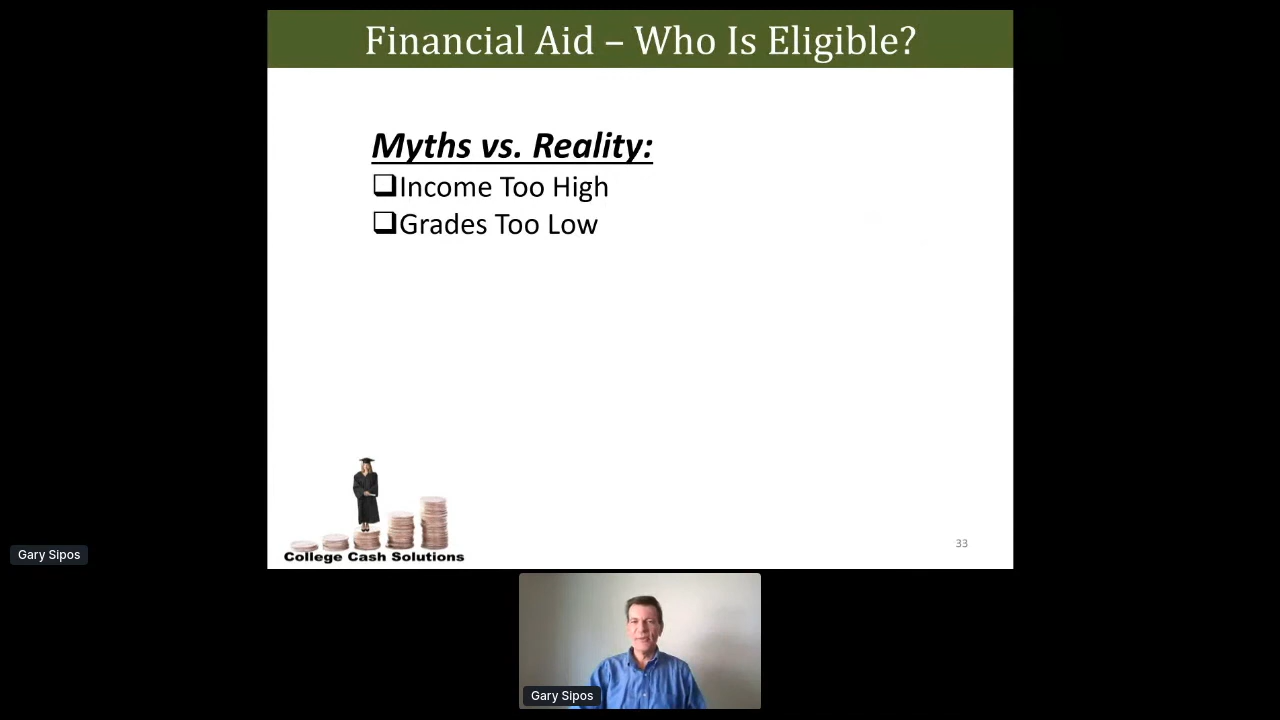 Financial Aid – Who Is Eligible?
Myths vs. Reality:
❑Income Too High
❑Grades Too Low
College Cash Solutions
33
Gary Sipos
Gary Sipos